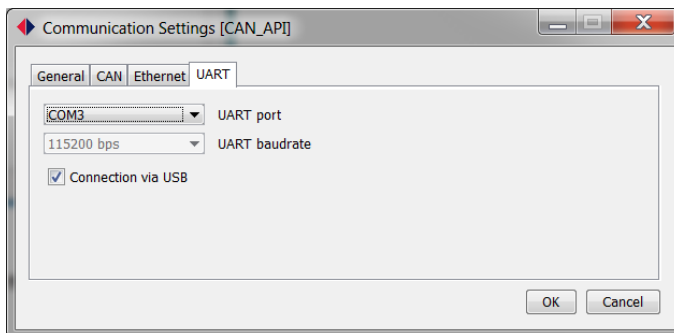 Communication Settings [CAN_API]
General CAN Ethernet UART
COM3 UART port
115200 bps UART baudrate
Connection via USB
OK Cancel